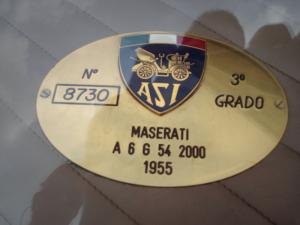 N°
8730
ASI
3°
GRADO
MASERATI
A 6 G 54 2000
1955